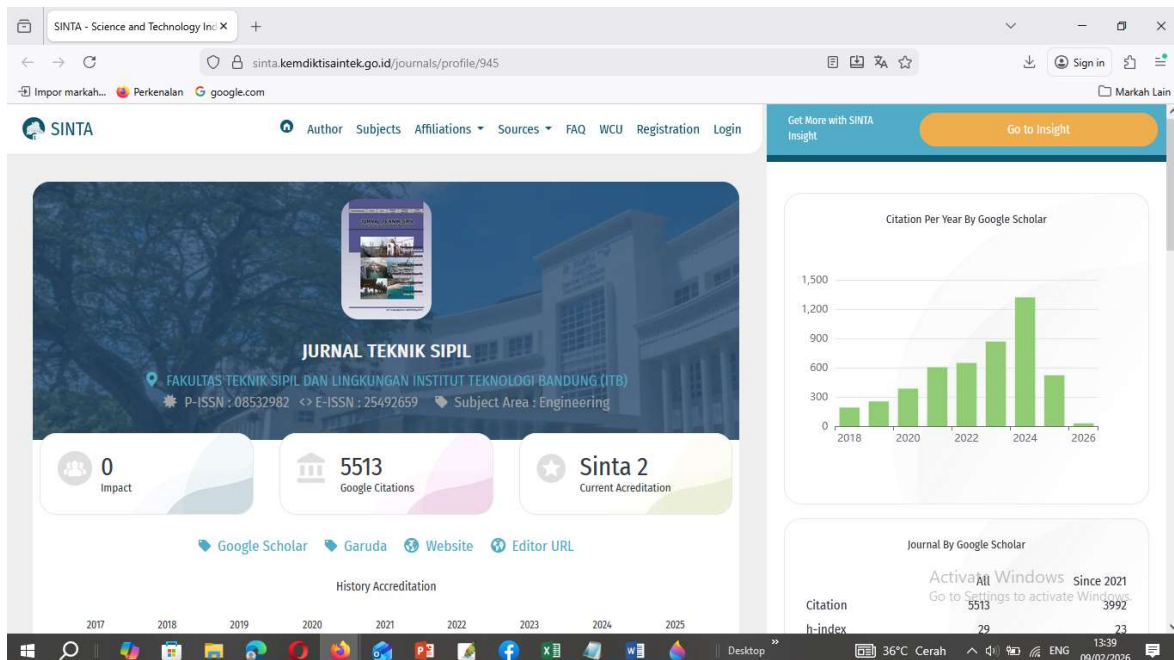 SINTA - Science and Technology Ind
sinta.kemdiktisaintek.go.id/journals/profile/945
Sign in
Impor markah...
Perkenalan
google.com
Markah Lain
SINTA
Author Subjects Affiliations Sources FAQ WCU Registration Login
Get More with SINTA
Insight
Go to Insight
JURNAL TEKNIK SIPIL
FAKULTAS TEKNIK SIPIL DAN LINGKUNGAN INSTITUT TEKNOLOGI BANDUNG (ITB)
P-ISSN : 08532982 <> E-ISSN : 25492659 Subject Area : Engineering
0
Impact
5513
Google Citations
Sinta 2
Current Acreditation
Google Scholar Garuda Website Editor URL
History Accreditation
2017 2018 2019 2020 2021 2022 2023 2024 2025
Citation Per Year By Google Scholar
1,500
1,200
900
600
300
0
2018 2020 2022 2024 2026
Journal By Google Scholar
All Since 2021
Citation 5513 3992
h-index 29 23
Activate Windows
Go to Settings to activate Windows.
Desktop
36°C Cerah
ENG
13:39
09/02/2026